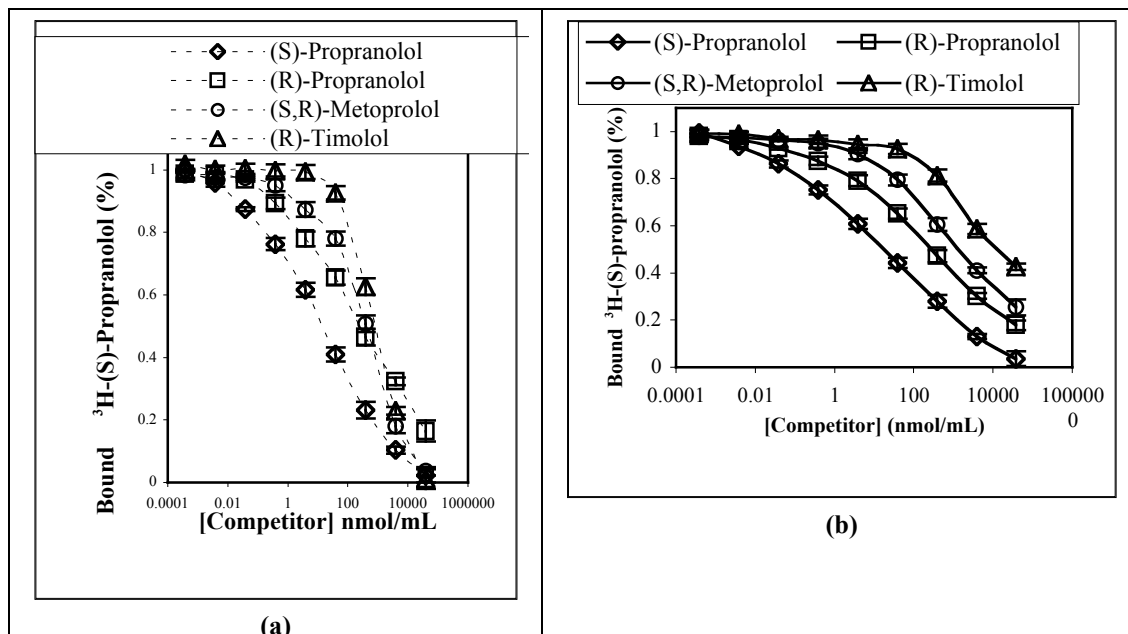 (S)-Propranolol
(R)-Propranolol
(S,R)-Metoprolol
(R)-Timolol
Bound ³H-(S)-Propranolol (%)
1
0.8
0.6
0.4
0.2
0
0.0001 0.01 1 100 10000 1000000
[Competitor] nmol/mL
(a)
(S)-Propranolol (R)-Propranolol
(S,R)-Metoprolol (R)-Timolol
Bound ³H-(S)-propranolol (%)
1
0.8
0.6
0.4
0.2
0
0.0001 0.01 1 100 10000 100000
0
[Competitor] (nmol/mL)
(b)